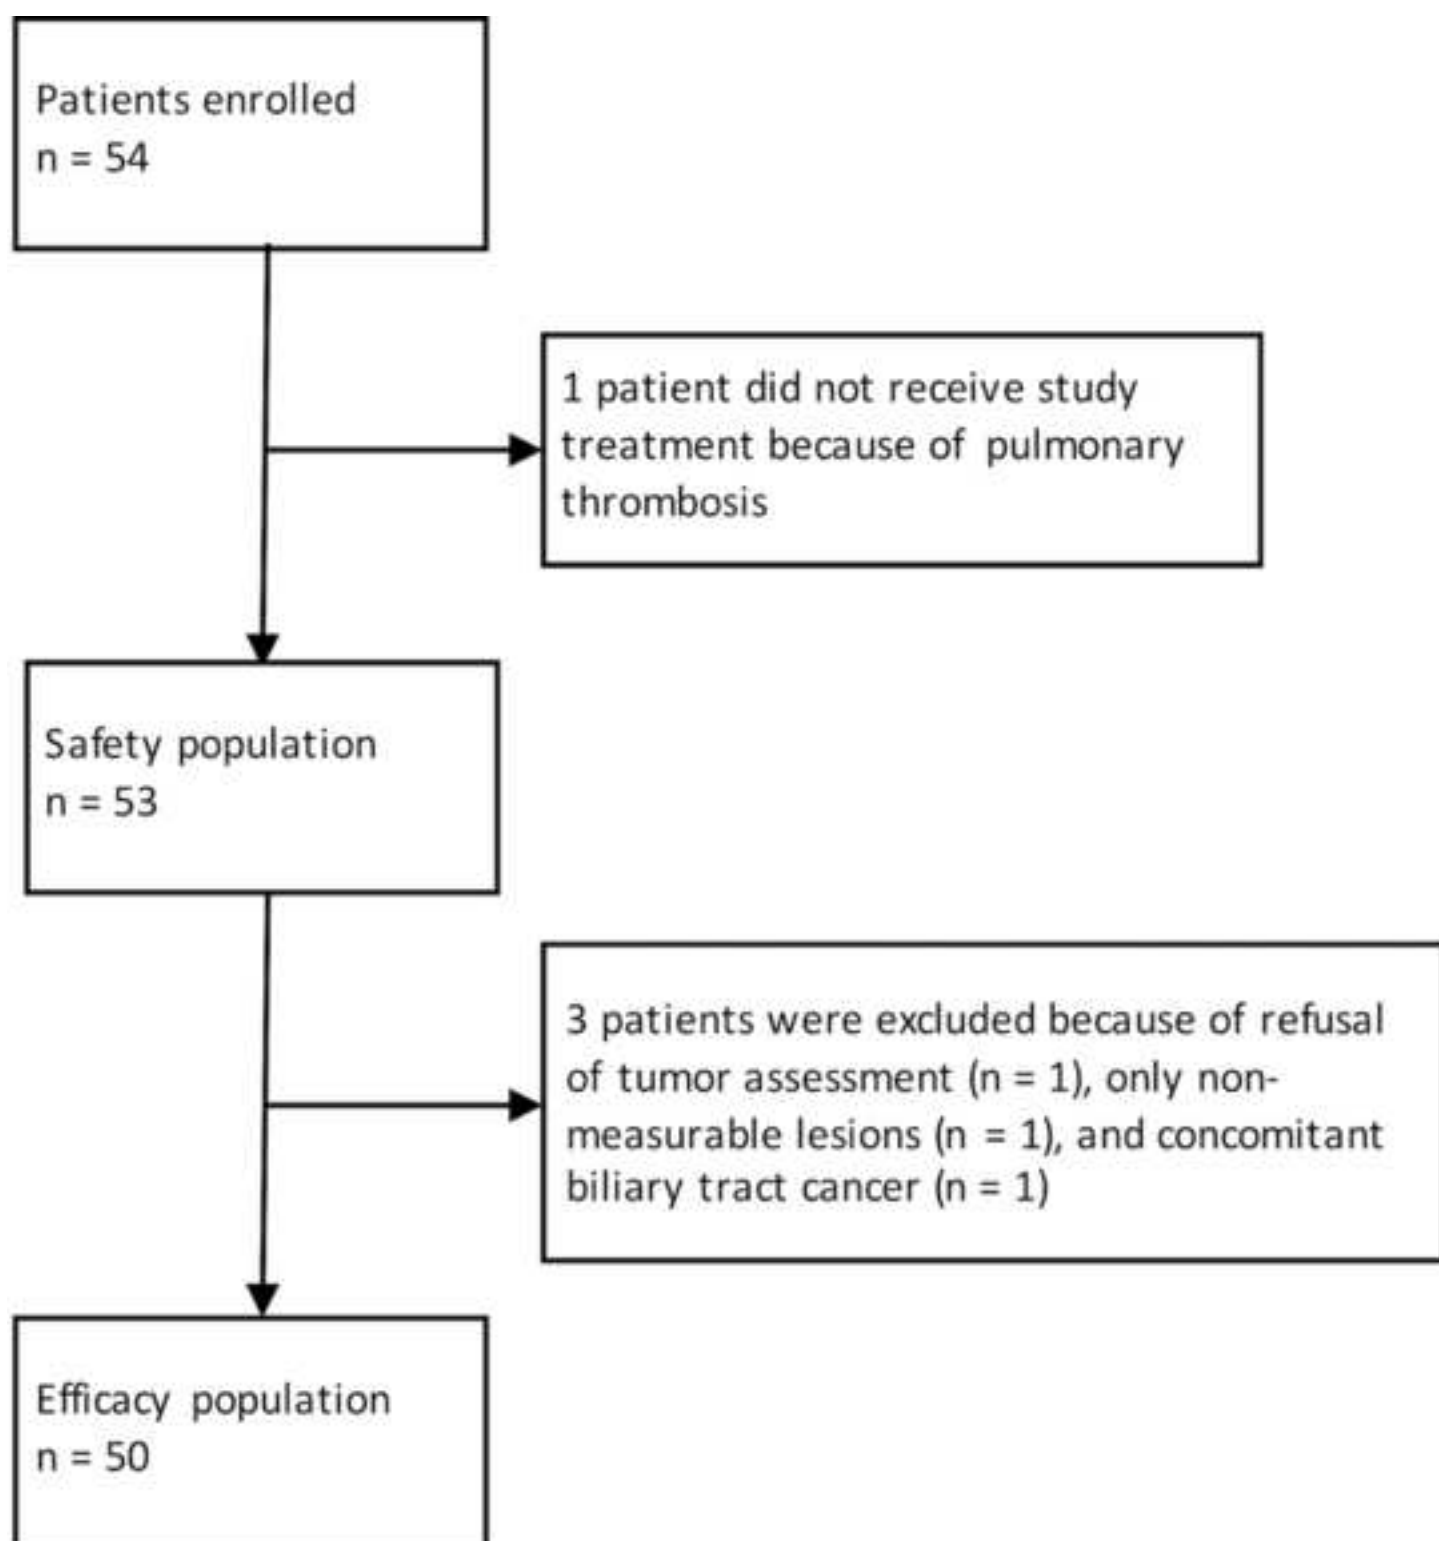 Patients enrolled
n = 54
1 patient did not receive study
treatment because of pulmonary
thrombosis
Safety population
n = 53
3 patients were excluded because of refusal
of tumor assessment (n = 1), only non-
measurable lesions (n = 1), and concomitant
biliary tract cancer (n = 1)
Efficacy population
n = 50